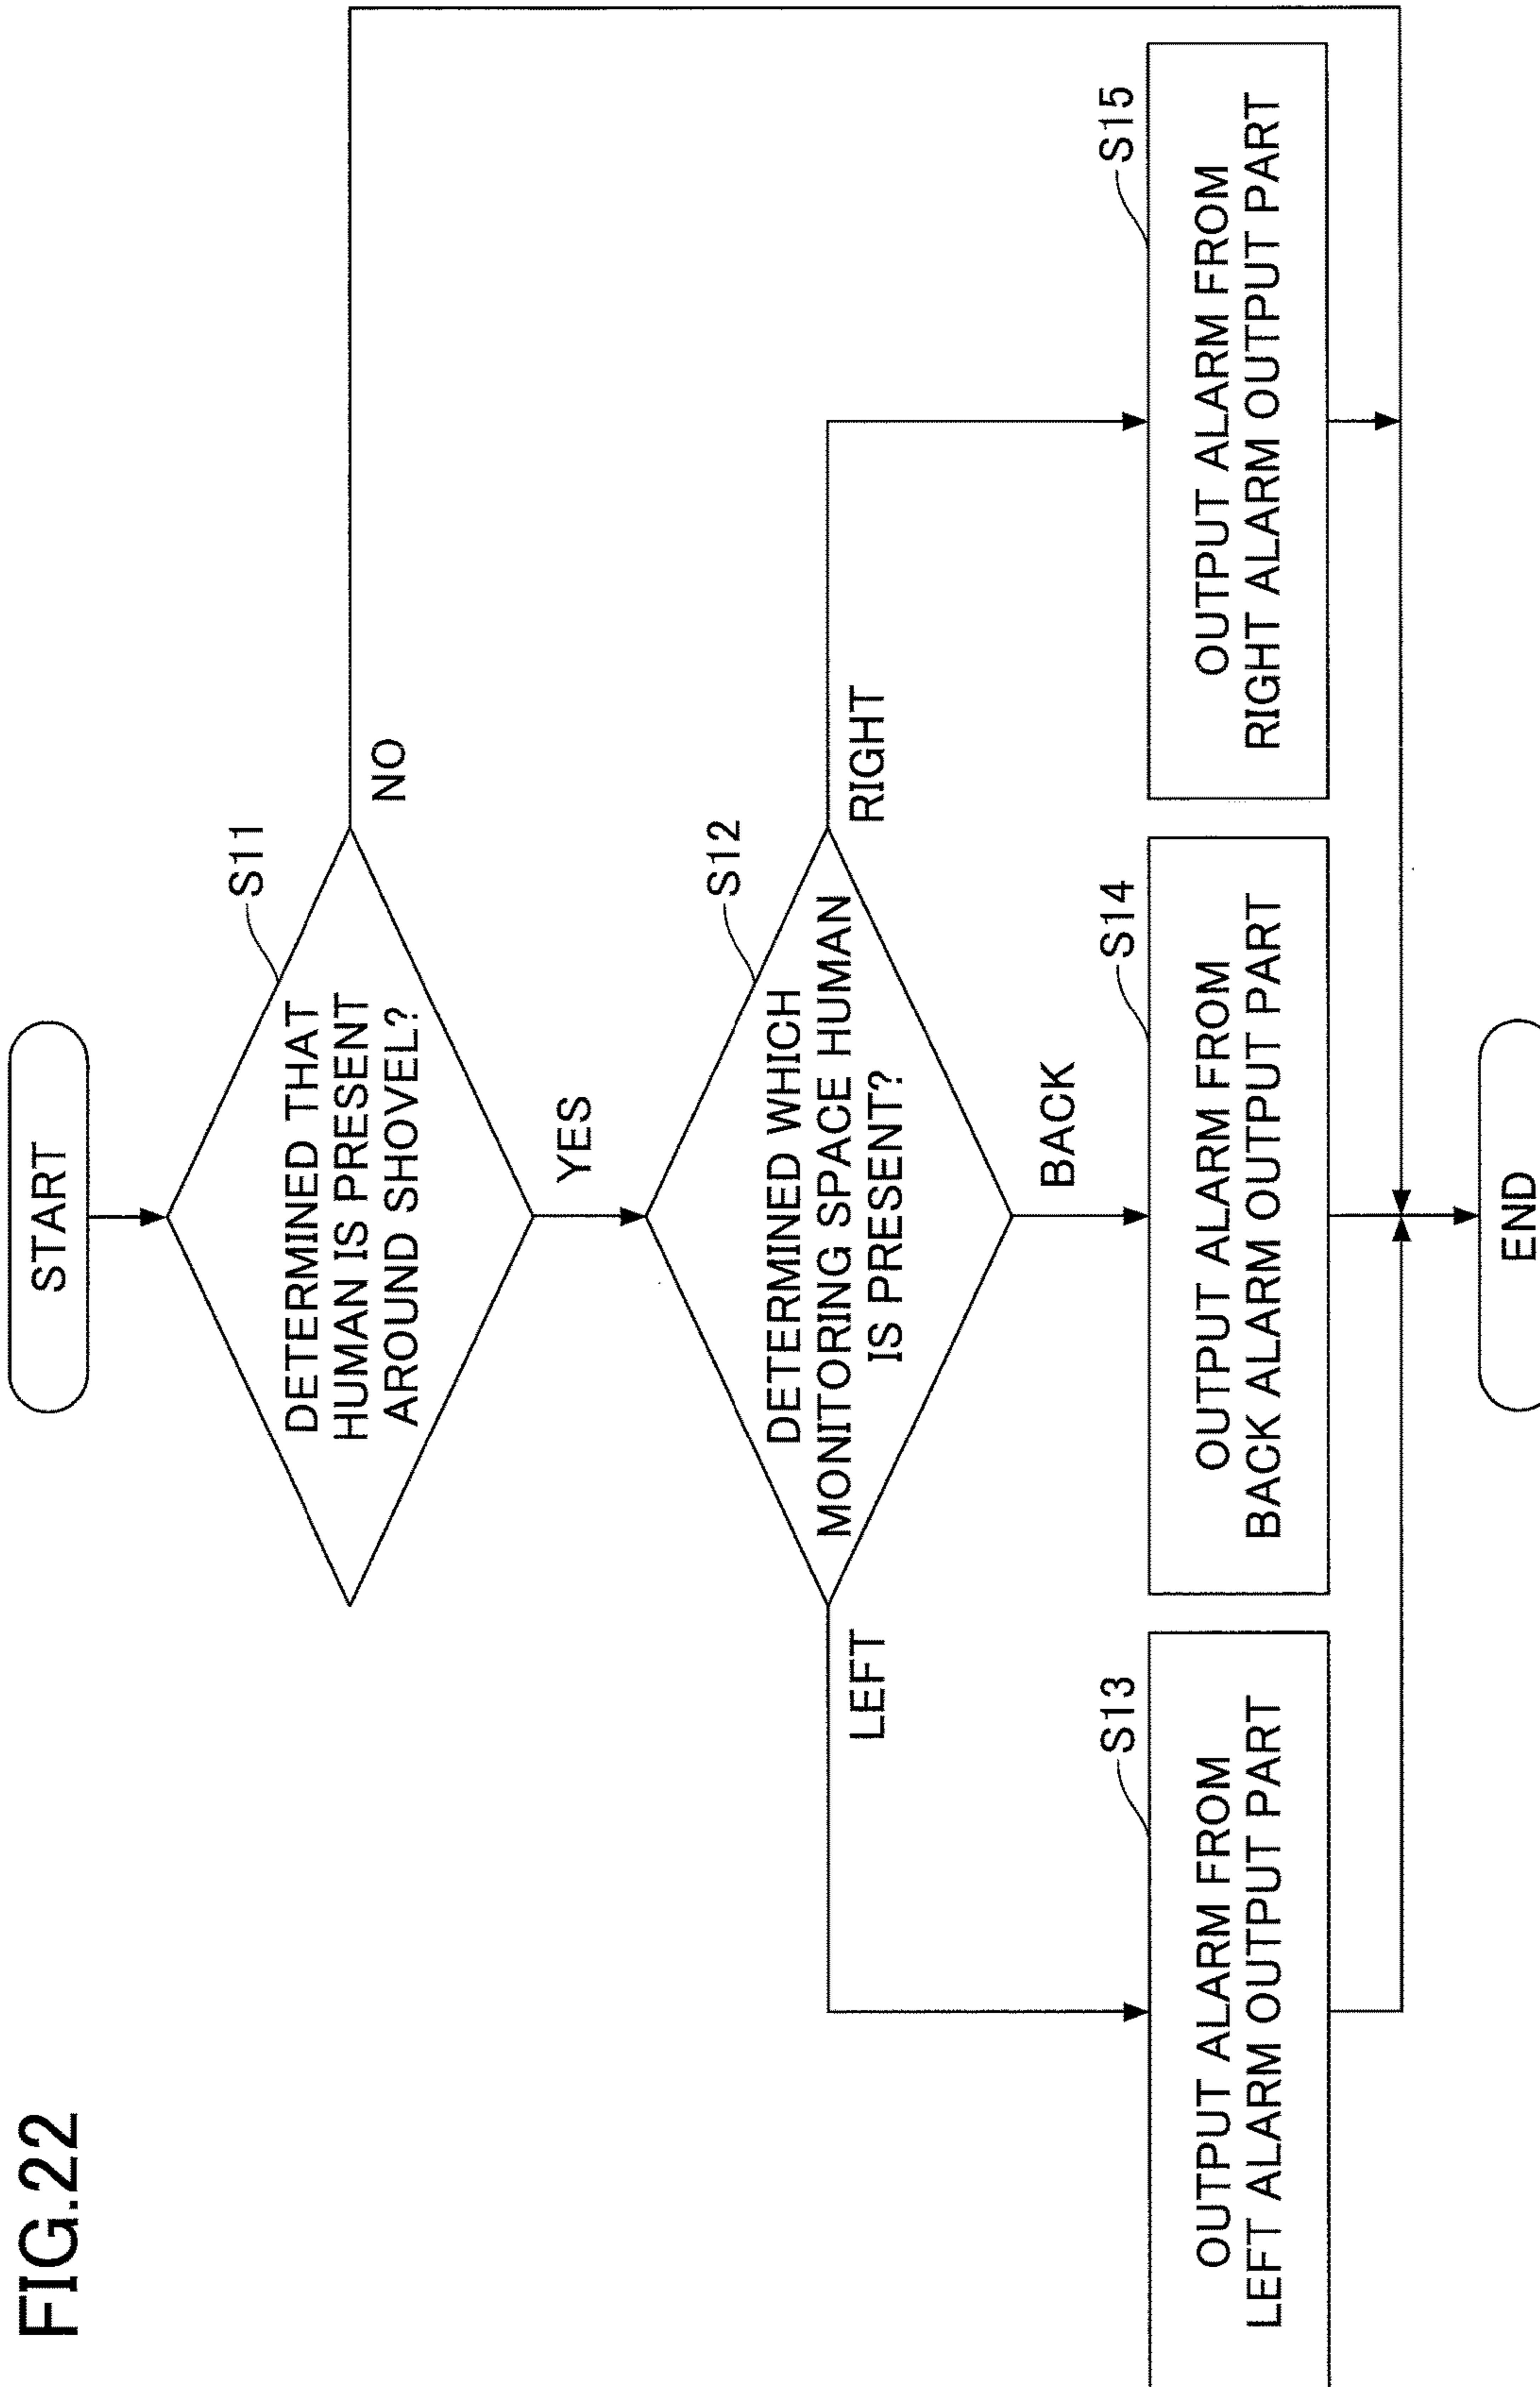 FIG.22
START
S11
DETERMINED THAT
HUMAN IS PRESENT
AROUND SHOVEL?
NO
YES
S12
DETERMINED WHICH
MONITORING SPACE HUMAN
IS PRESENT?
LEFT
BACK
RIGHT
S13
OUTPUT ALARM FROM
LEFT ALARM OUTPUT PART
S14
OUTPUT ALARM FROM
BACK ALARM OUTPUT PART
S15
OUTPUT ALARM FROM
RIGHT ALARM OUTPUT PART
END